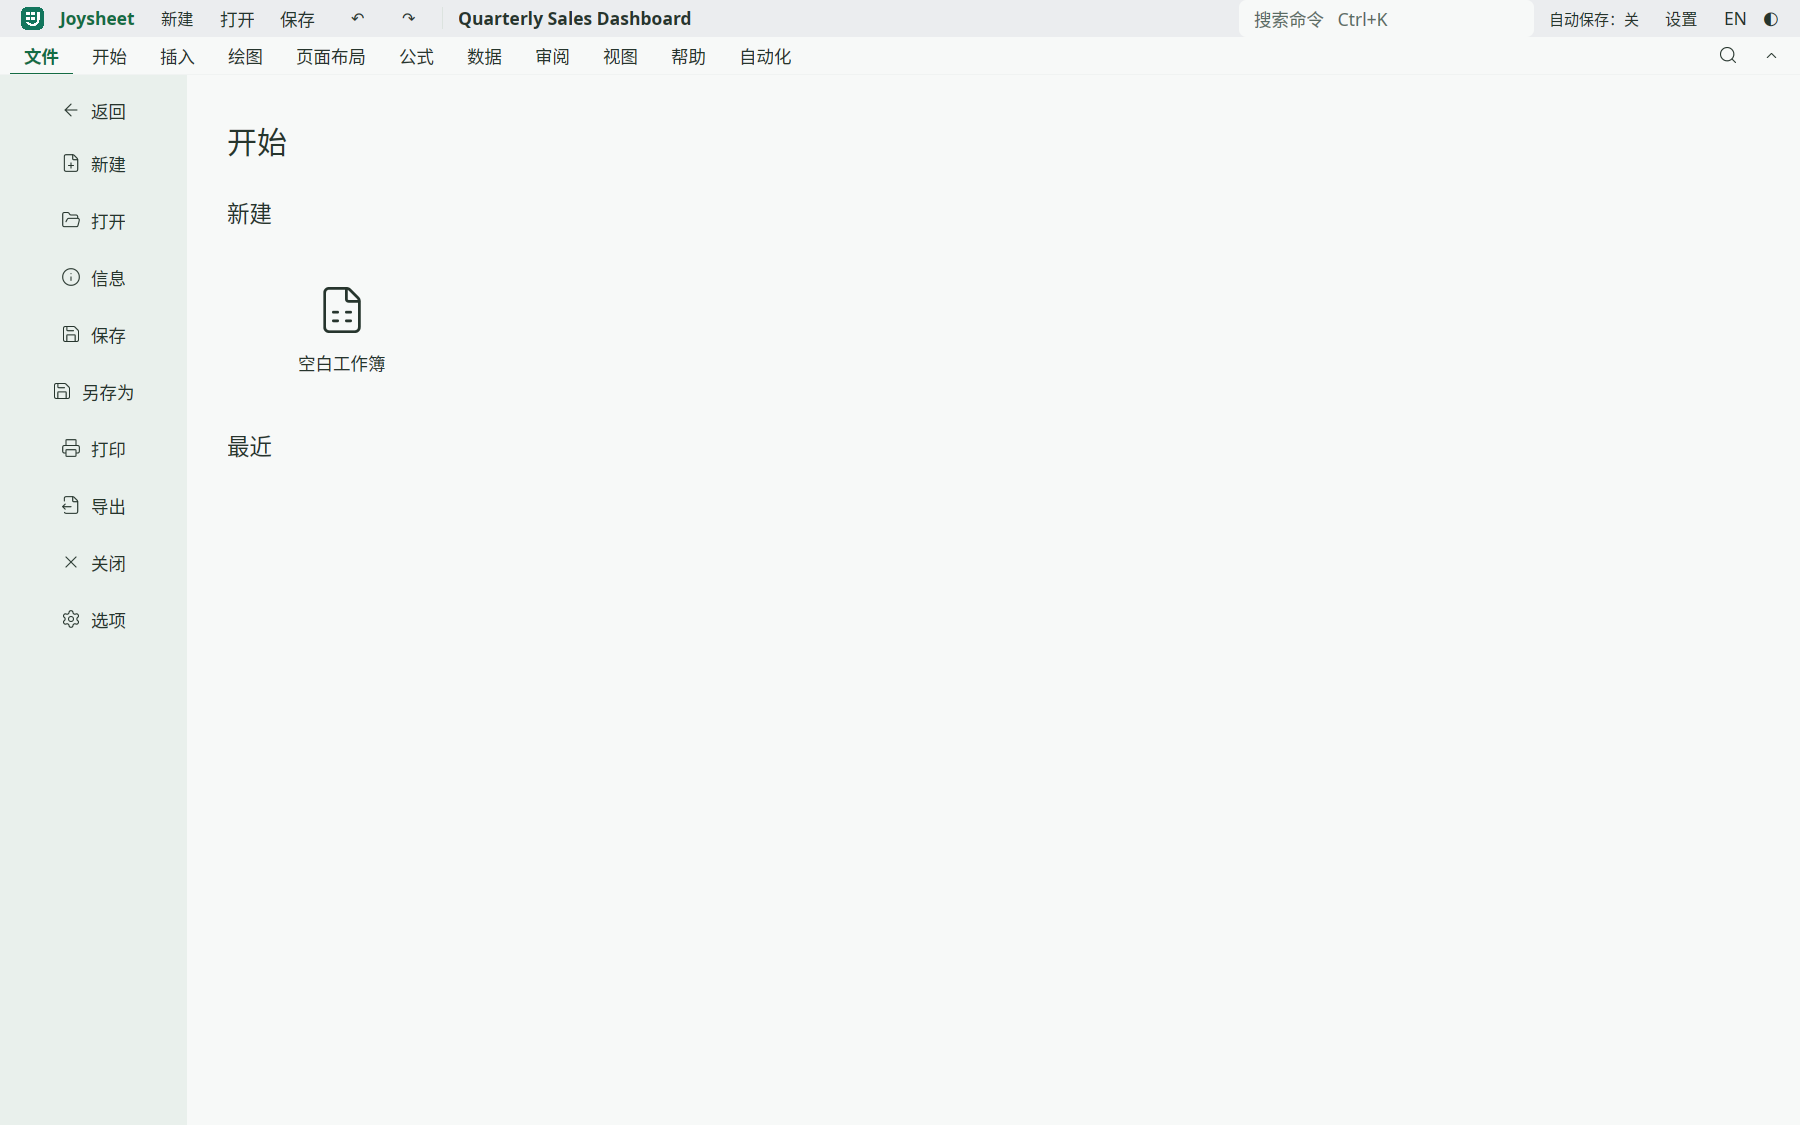 Joysheet 新建 打开 保存 ↶ ↷ Quarterly Sales Dashboard 搜索命令 Ctrl+K 自动保存：关 设置 EN
文件 开始 插入 绘图 页面布局 公式 数据 审阅 视图 帮助 自动化
返回
新建
打开
信息
保存
另存为
打印
导出
关闭
选项
开始
新建
空白工作簿
最近